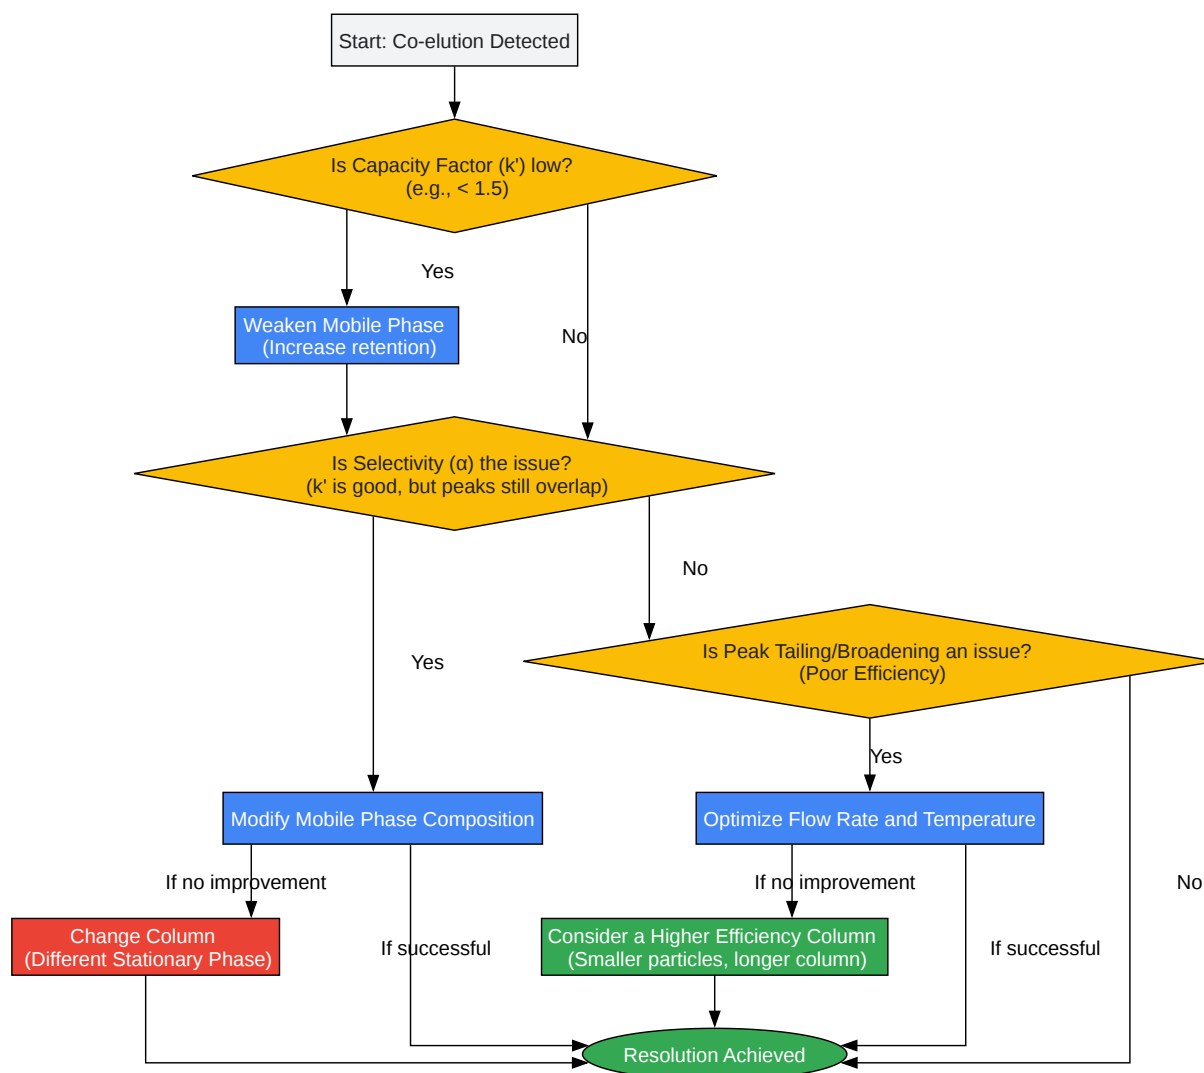 Start: Co-elution Detected
Is Capacity Factor (k') low?
(e.g., < 1.5)
Yes
Weaken Mobile Phase
(Increase retention)
No
Is Selectivity (α) the issue?
(k' is good, but peaks still overlap)
No
Is Peak Tailing/Broadening an issue?
(Poor Efficiency)
Yes
Yes
Modify Mobile Phase Composition
Optimize Flow Rate and Temperature
If no improvement
If no improvement
No
Change Column
(Different Stationary Phase)
If successful
Consider a Higher Efficiency Column
(Smaller particles, longer column)
If successful
Resolution Achieved